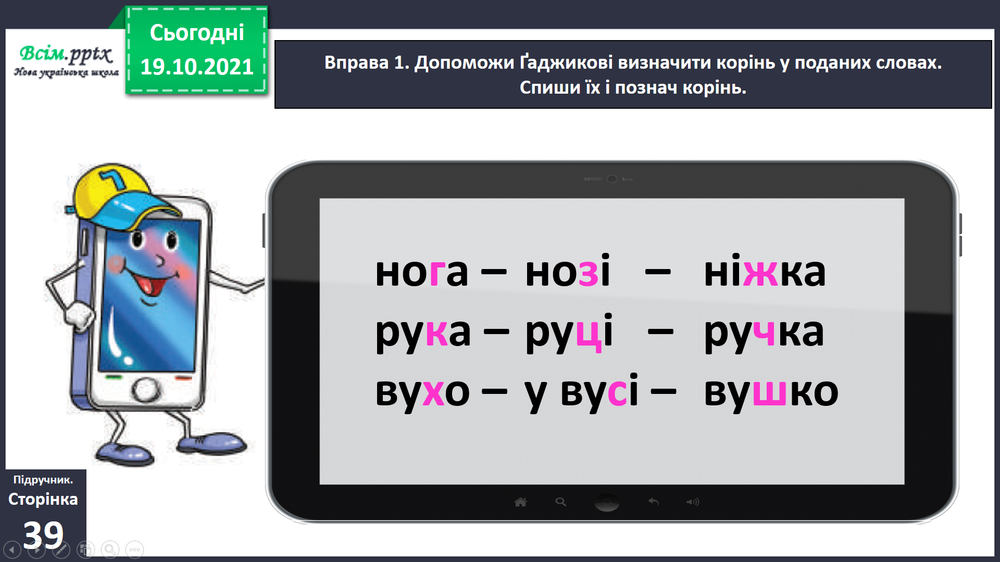 Сьогодні
19.10.2021
Всім.pptx
Нова українська школа
Вправа 1. Допоможи Ґаджикові визначити корінь у поданих словах.
Спиши їх і познач корінь.
нога – нозі – ніжка
рука – руці – ручка
вухо – у вусі – вушко
Підручник.
Сторінка
39